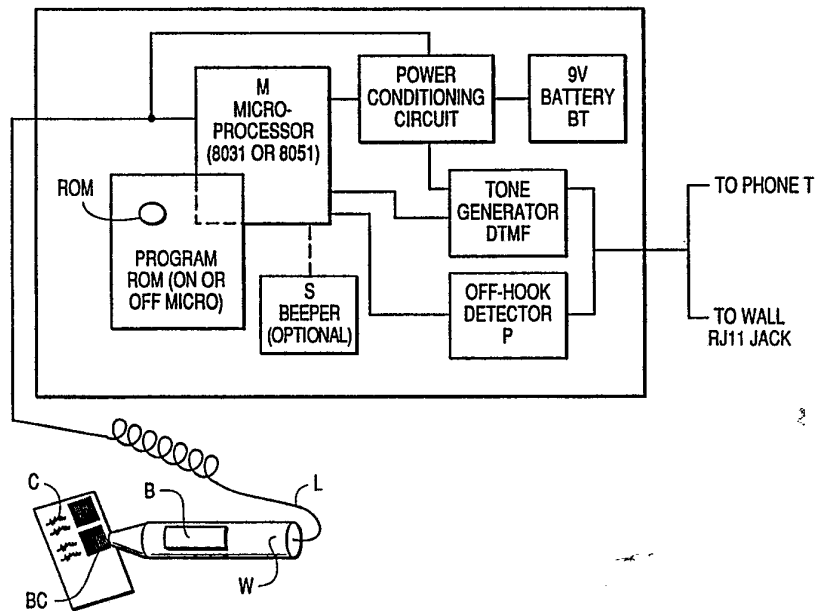 M
MICRO-
PROCESSOR
(8031 OR 8051)
POWER
CONDITIONING
CIRCUIT
9V
BATTERY
BT
ROM
PROGRAM
ROM (ON OR
OFF MICRO)
S
BEEPER
(OPTIONAL)
TONE
GENERATOR
DTMF
OFF-HOOK
DETECTOR
P
TO PHONE T
TO WALL
RJ11 JACK
C
B
L
W
BC